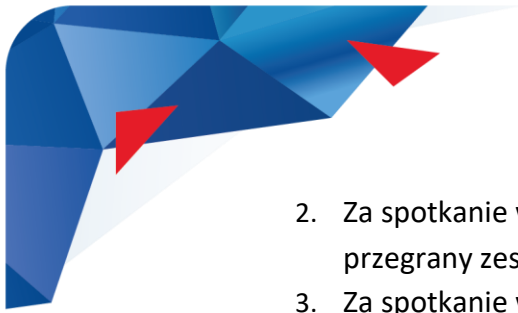 2. Za spotkanie
przegrany zes
3. Za spotkanie